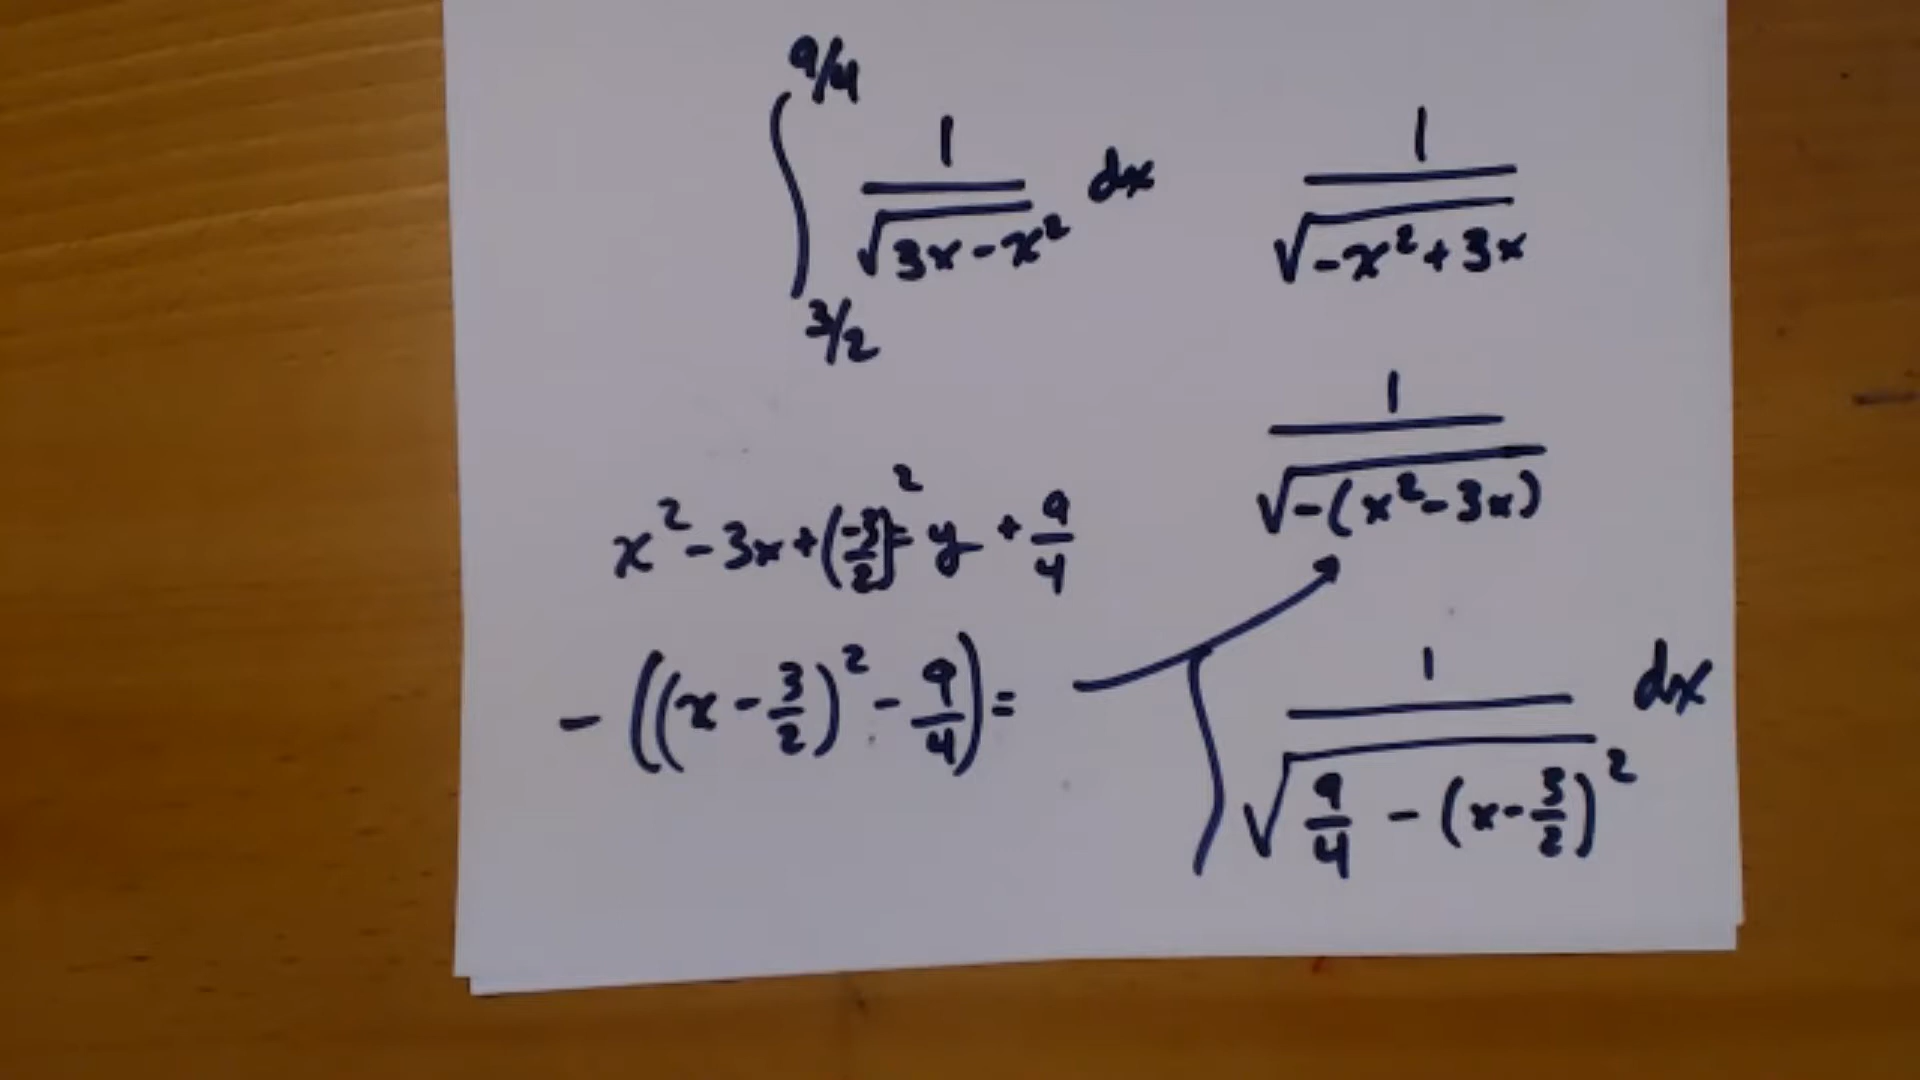 ∫_{3/2}^{9/4} 1/√(3x-x²) dx
1/√(-x²+3x)
1/√(-(x²-3x))
x²-3x+(-3/2)²=y+9/4
-((x-3/2)²-9/4)=
∫ 1/√(9/4-(x-3/2)²) dx